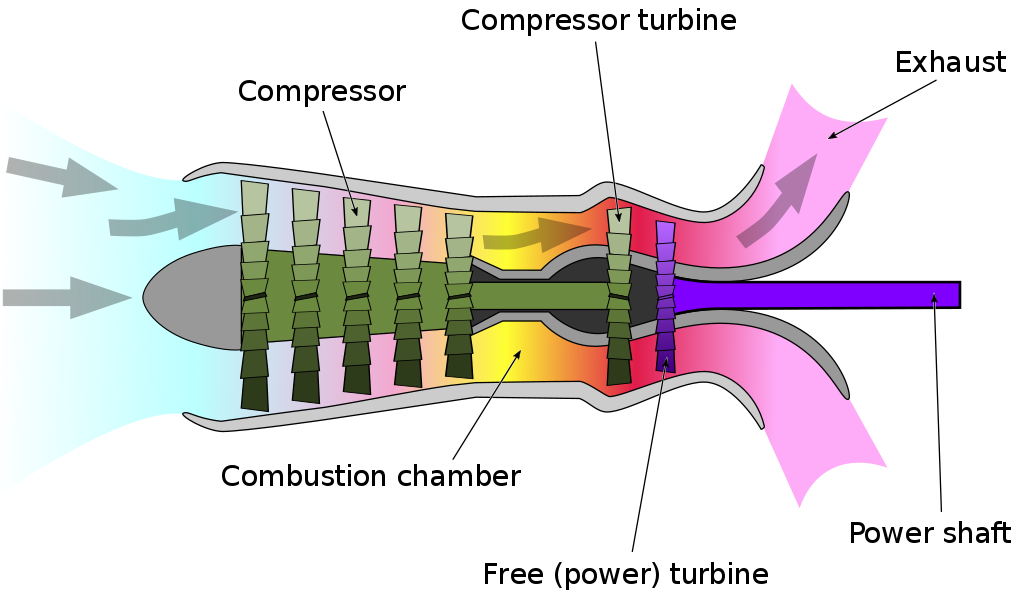 Compressor turbine
Exhaust
Compressor
Combustion chamber
Power shaft
Free (power) turbine